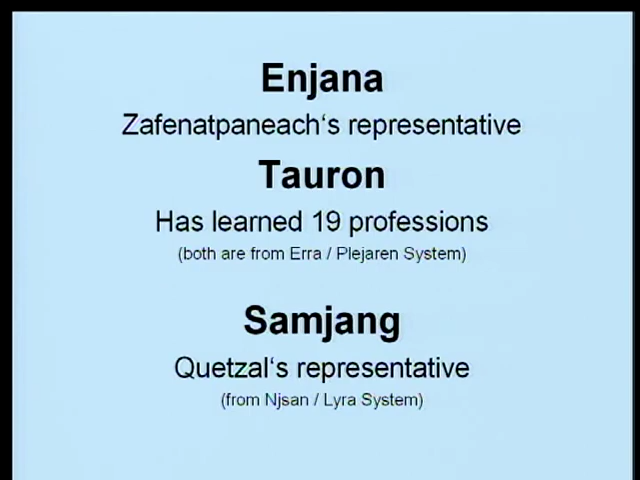 Enjana
Zafenatpaneach‘s representative
Tauron
Has learned 19 professions
(both are from Erra / Plejaren System)
Samjang
Quetzal‘s representative
(from Njsan / Lyra System)